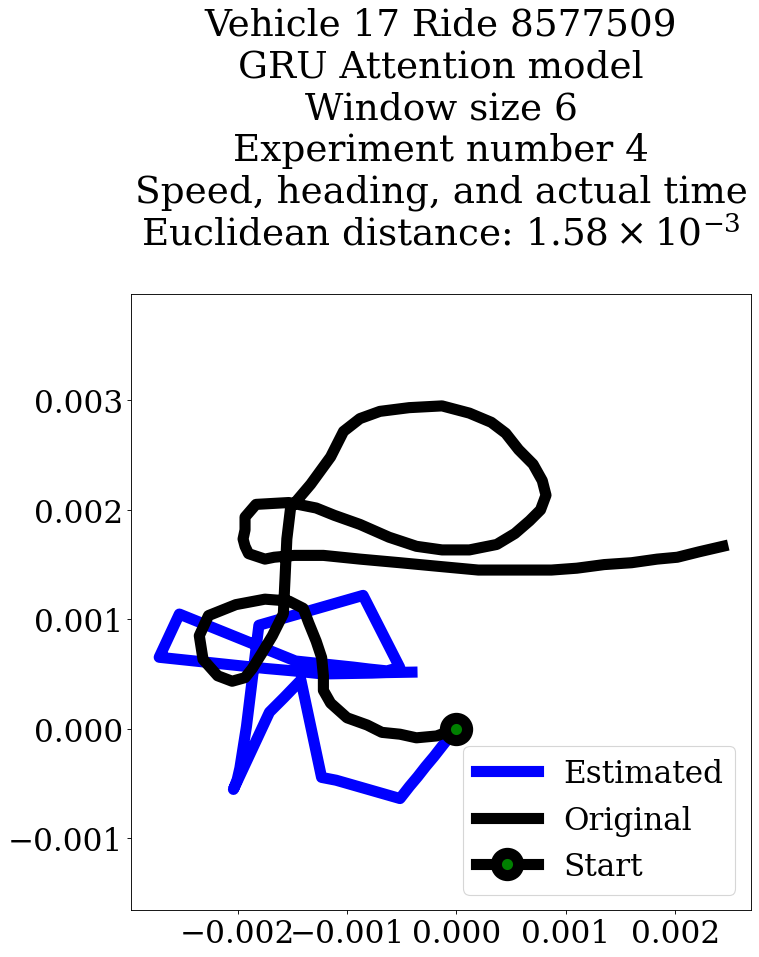 Vehicle 17 Ride 8577509
GRU Attention model
Window size 6
Experiment number 4
Speed, heading, and actual time
Euclidean distance: 1.58 × 10⁻³
0.003
0.002
0.001
0.000
−0.001
−0.002 −0.001 0.000 0.001 0.002
Estimated
Original
Start